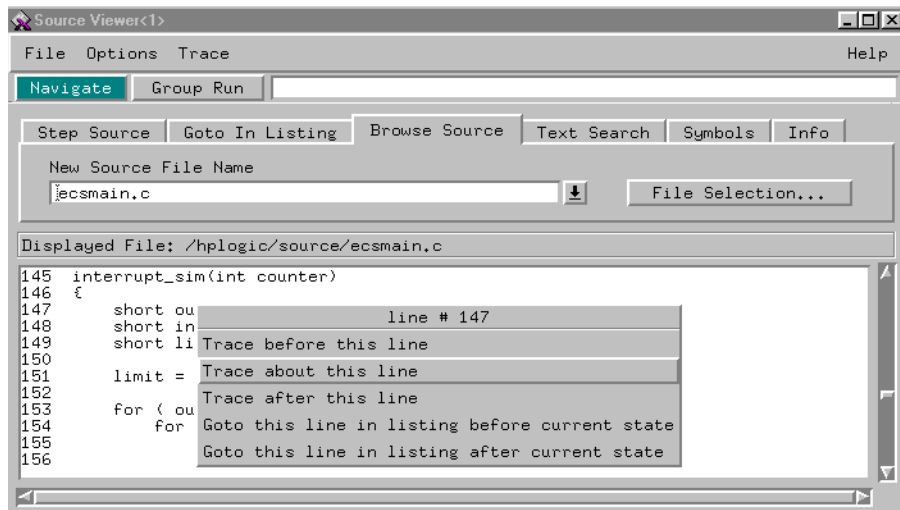 Source Viewer<1>
File Options Trace Help
Navigate Group Run
Step Source Goto In Listing Browse Source Text Search Symbols Info
New Source File Name
ecsmain.c File Selection...
Displayed File: /hplogic/source/ecsmain.c
145 interrupt_sim(int counter)
146 {
147 short ou
148 short in
149 short li
150
151 limit =
152
153 for ( ou
154 for
155
156
line # 147
Trace before this line
Trace about this line
Trace after this line
Goto this line in listing before current state
Goto this line in listing after current state